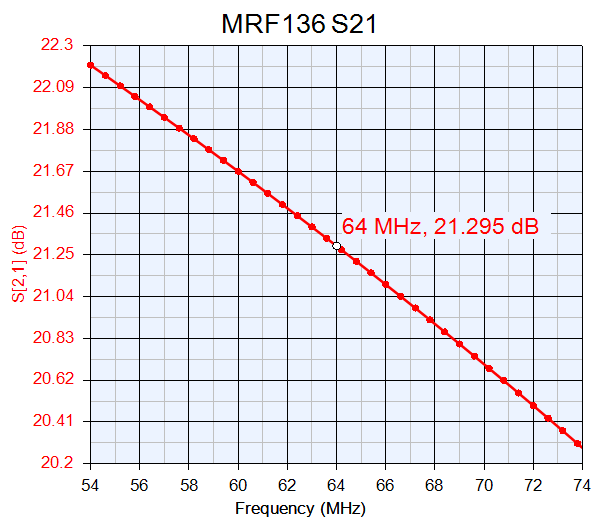 MRF136 S21
22.3
22.09
21.88
21.67
21.46
21.25
21.04
20.83
20.62
20.41
20.2
S[2,1] (dB)
64 MHz, 21.295 dB
54 56 58 60 62 64 66 68 70 72 74
Frequency (MHz)